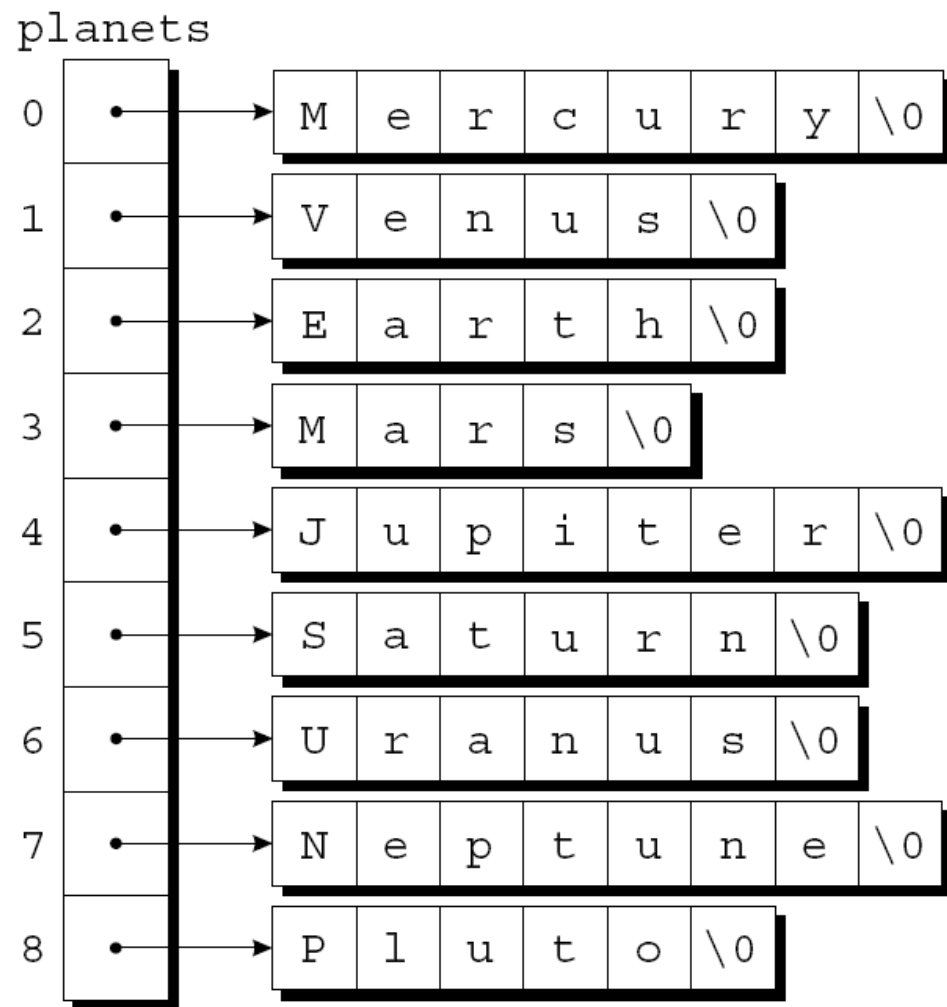 planets
0 M e r c u r y \0
1 V e n u s \0
2 E a r t h \0
3 M a r s \0
4 J u p i t e r \0
5 S a t u r n \0
6 U r a n u s \0
7 N e p t u n e \0
8 P l u t o \0